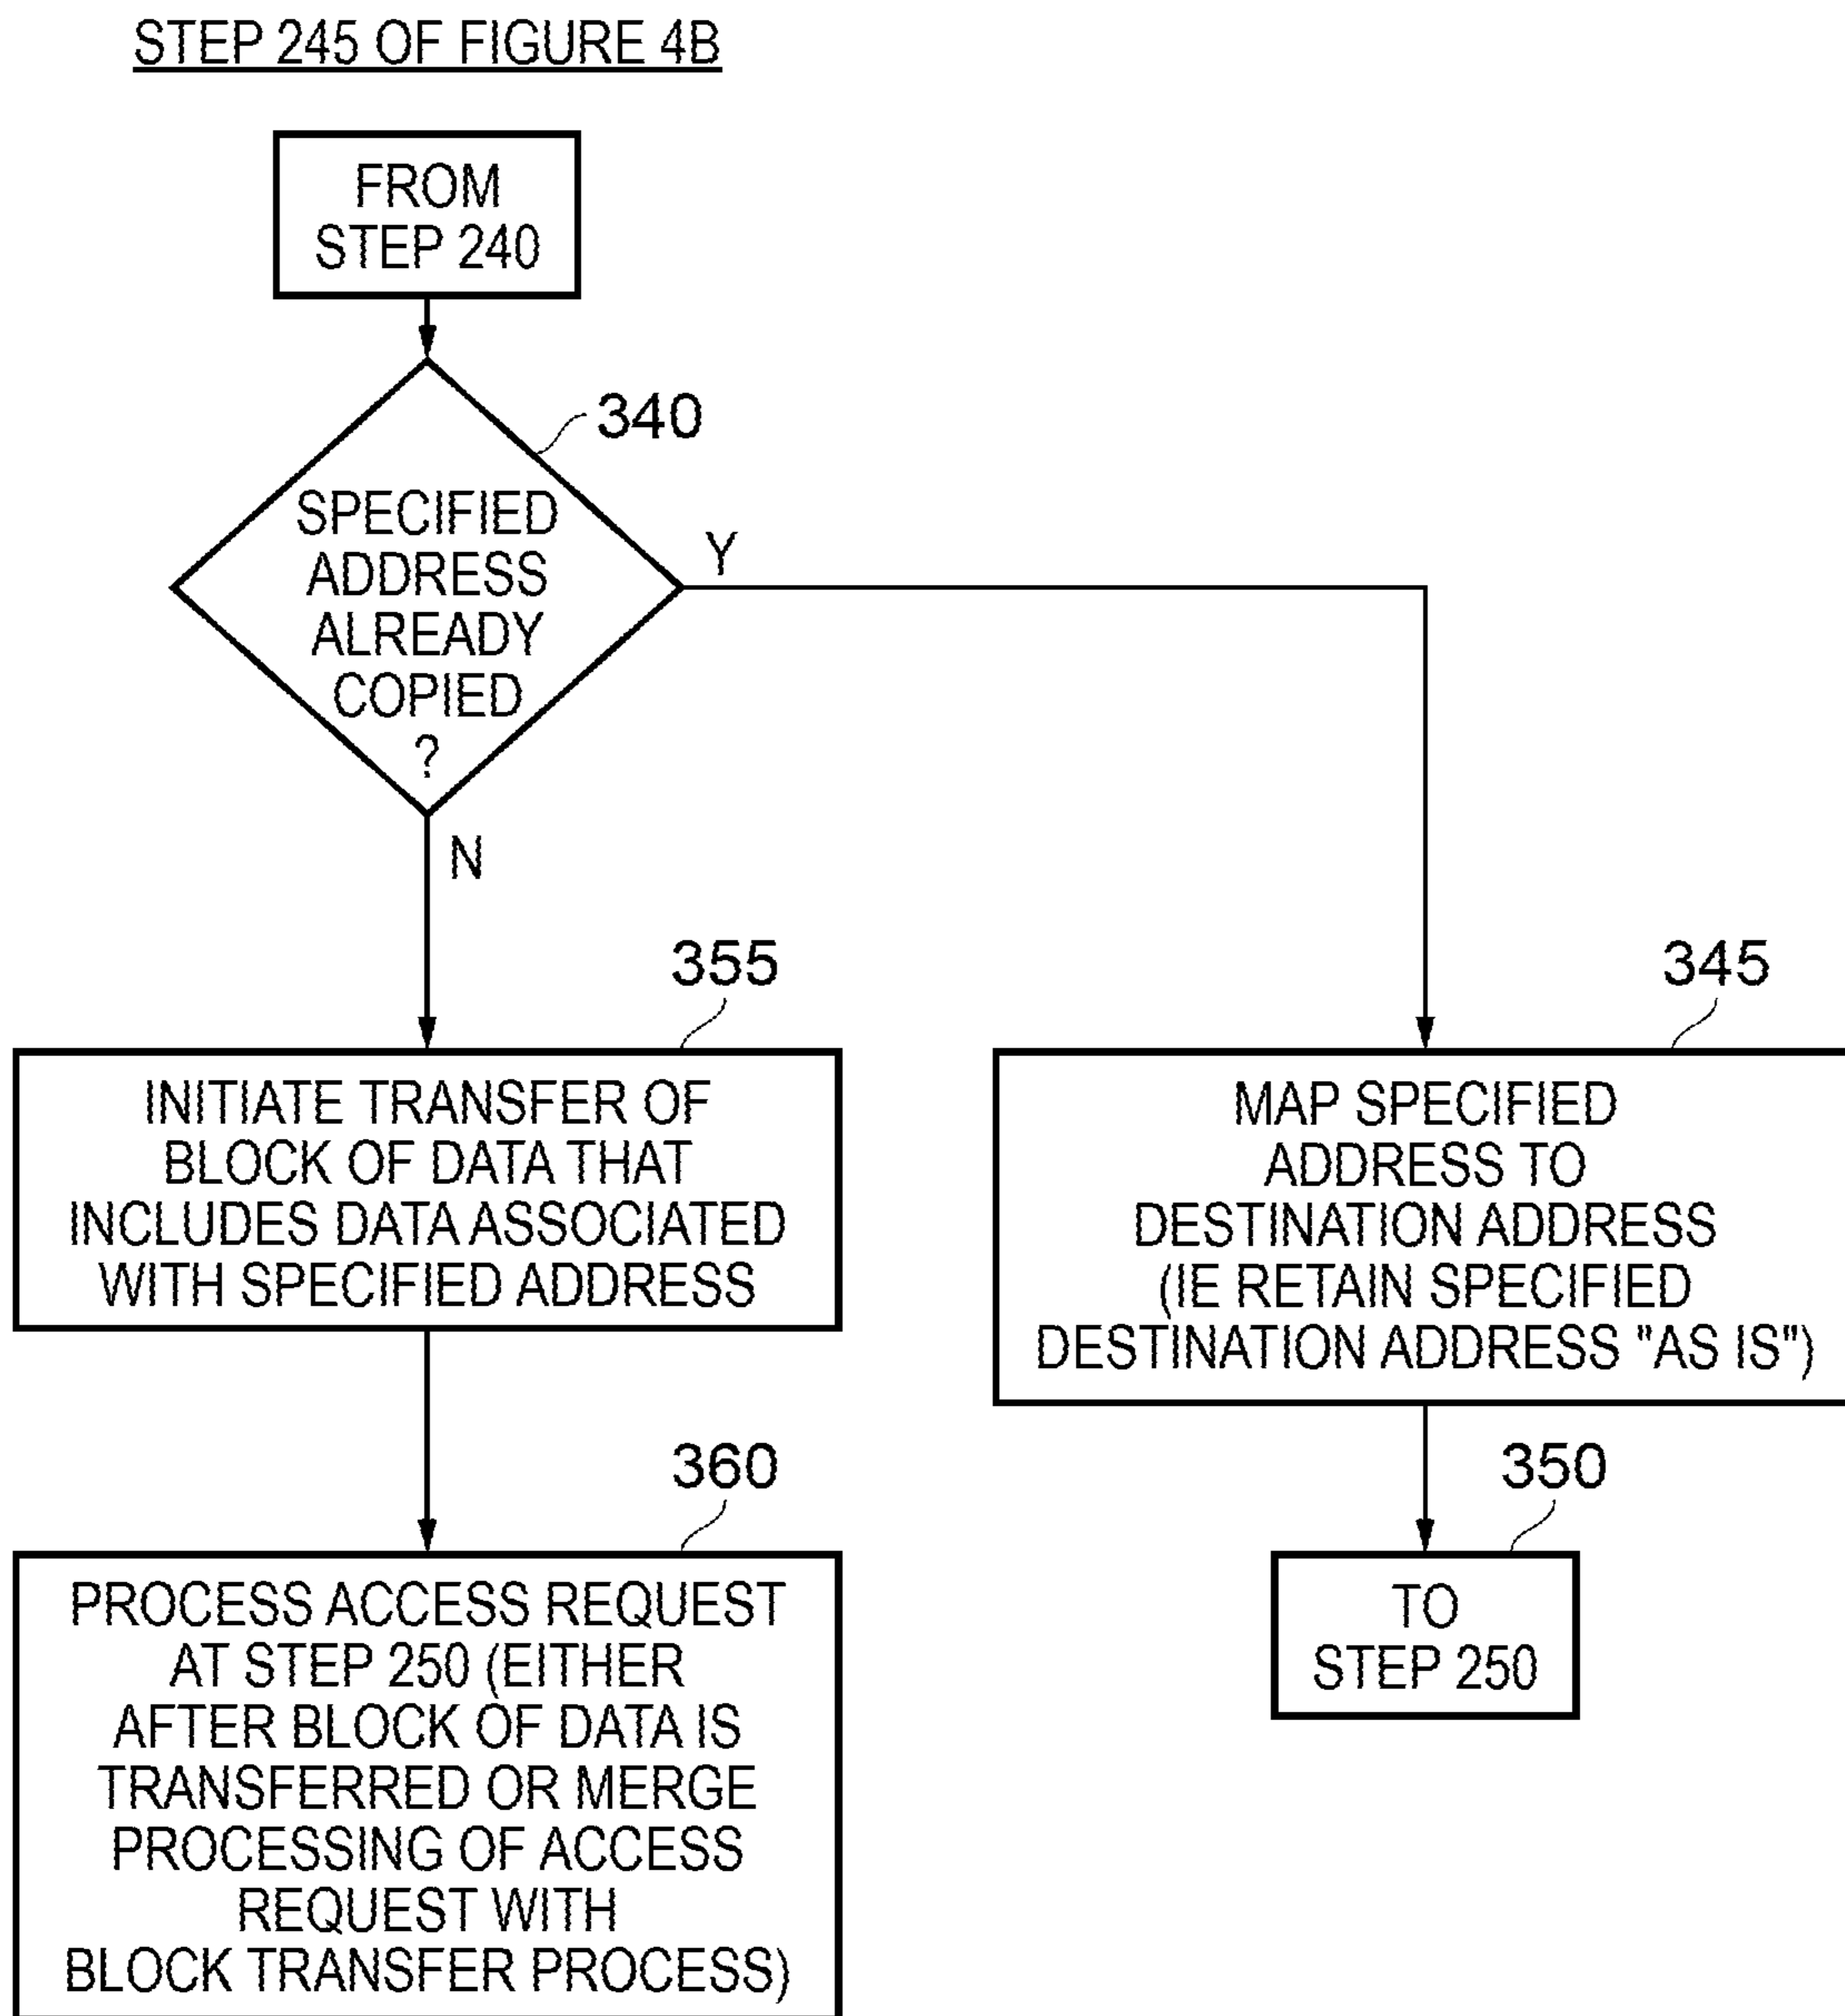 STEP 245 OF FIGURE 4B
FROM
STEP 240
340
SPECIFIED
ADDRESS
ALREADY
COPIED
?
Y
N
355
INITIATE TRANSFER OF
BLOCK OF DATA THAT
INCLUDES DATA ASSOCIATED
WITH SPECIFIED ADDRESS
345
MAP SPECIFIED
ADDRESS TO
DESTINATION ADDRESS
(IE RETAIN SPECIFIED
DESTINATION ADDRESS "AS IS")
360
PROCESS ACCESS REQUEST
AT STEP 250 (EITHER
AFTER BLOCK OF DATA IS
TRANSFERRED OR MERGE
PROCESSING OF ACCESS
REQUEST WITH
BLOCK TRANSFER PROCESS)
350
TO
STEP 250